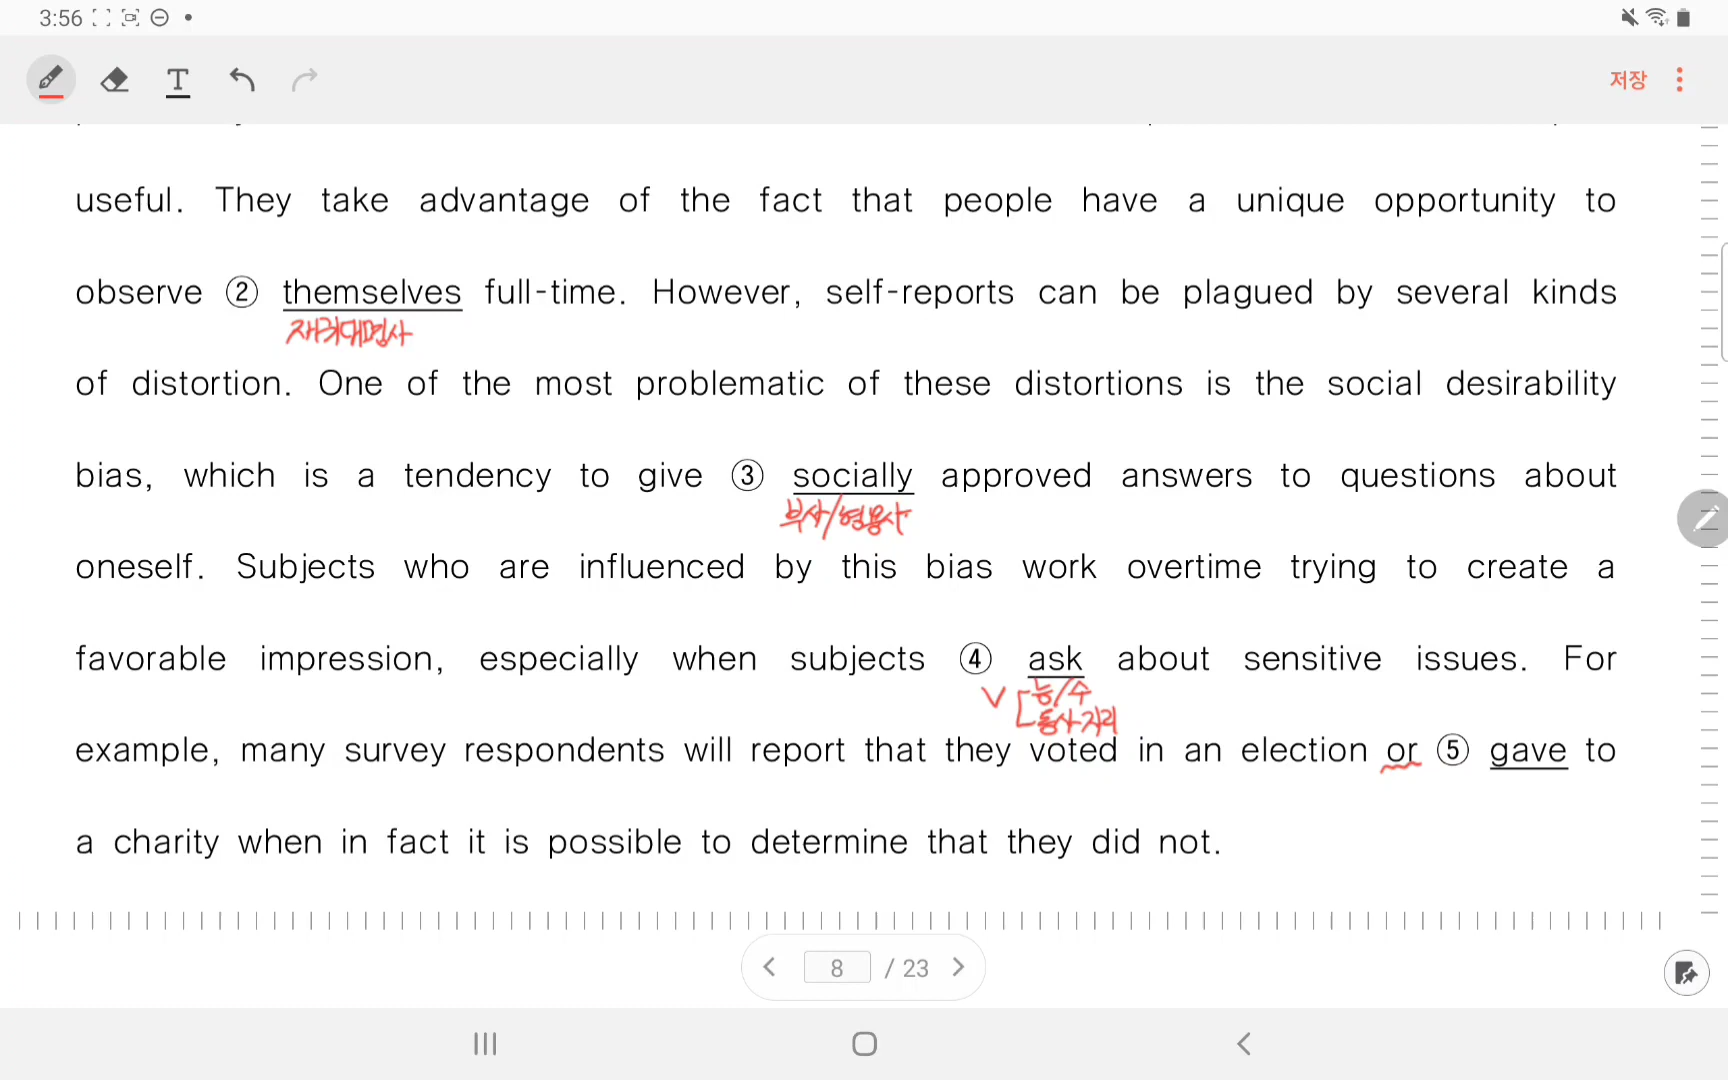 3:56
저장
useful. They take advantage of the fact that people have a unique opportunity to
observe ② themselves full-time. However, self-reports can be plagued by several kinds
재귀대명사
of distortion. One of the most problematic of these distortions is the social desirability
bias, which is a tendency to give ③ socially approved answers to questions about
부사/형용사
oneself. Subjects who are influenced by this bias work overtime trying to create a
favorable impression, especially when subjects ④ ask about sensitive issues. For
V 능/수
동사자리
example, many survey respondents will report that they voted in an election or ⑤ gave to
a charity when in fact it is possible to determine that they did not.
8 / 23